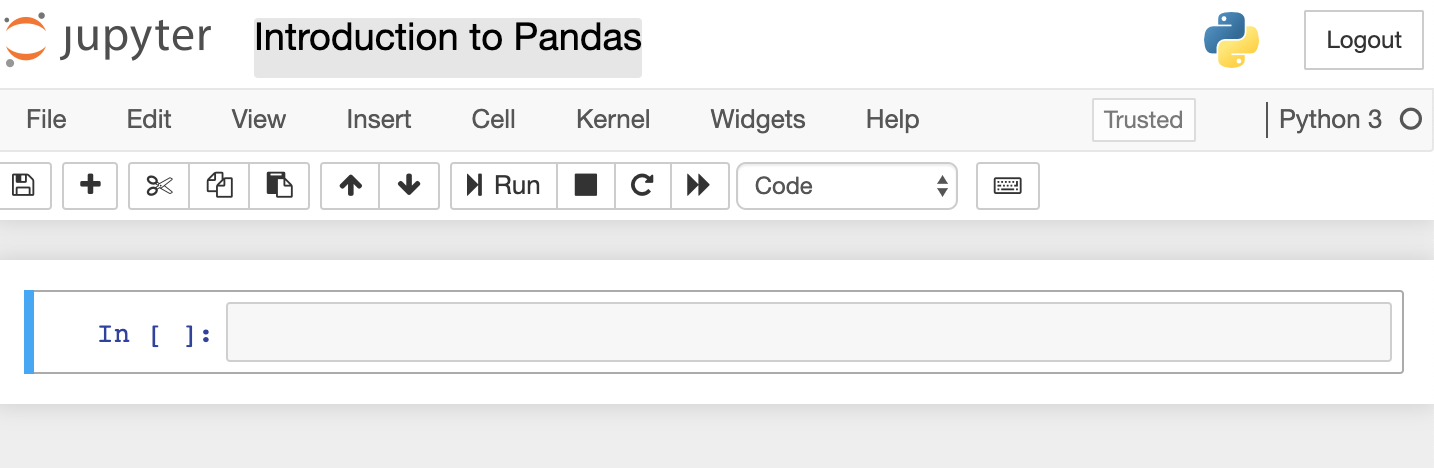 jupyter Introduction to Pandas Logout
File Edit View Insert Cell Kernel Widgets Help Trusted Python 3
Run Code
In [ ]: